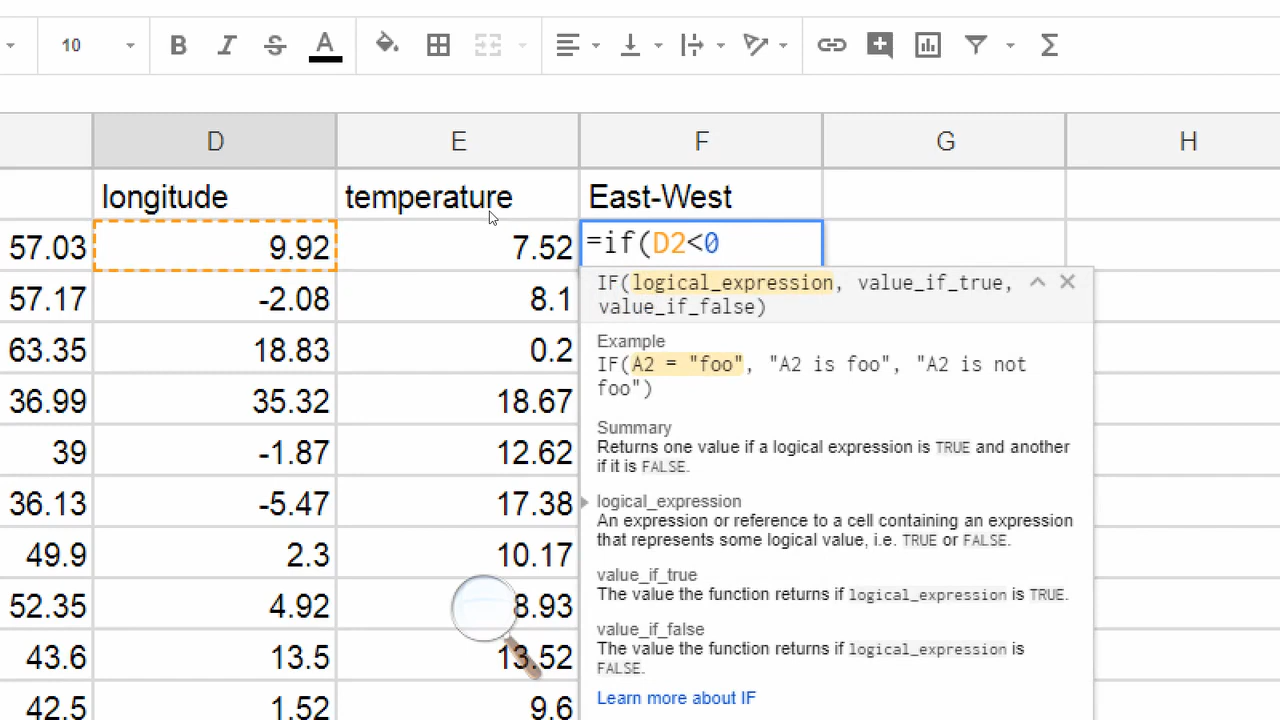 10 B I S A Σ
D E F G H
longitude temperature East-West
57.03 9.92 7.52 =if(D2<0
57.17 -2.08 8.1
63.35 18.83 0.2
36.99 35.32 18.67
39 -1.87 12.62
36.13 -5.47 17.38
49.9 2.3 10.17
52.35 4.92 8.93
43.6 13.5 13.52
42.5 1.52 9.6
IF(logical_expression, value_if_true,
value_if_false)
Example
IF(A2 = "foo", "A2 is foo", "A2 is not
foo")
Summary
Returns one value if a logical expression is TRUE and another
if it is FALSE.
logical_expression
An expression or reference to a cell containing an expression
that represents some logical value, i.e. TRUE or FALSE.
value_if_true
The value the function returns if logical_expression is TRUE.
value_if_false
The value the function returns if logical_expression is
FALSE.
Learn more about IF